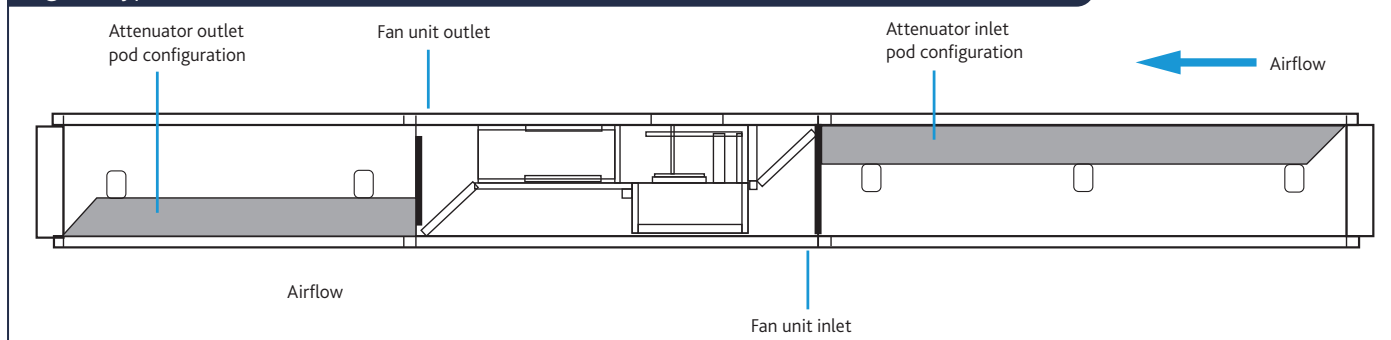 Attenuator outlet
pod configuration
Fan unit outlet
Attenuator inlet
pod configuration
Airflow
Airflow
Fan unit inlet